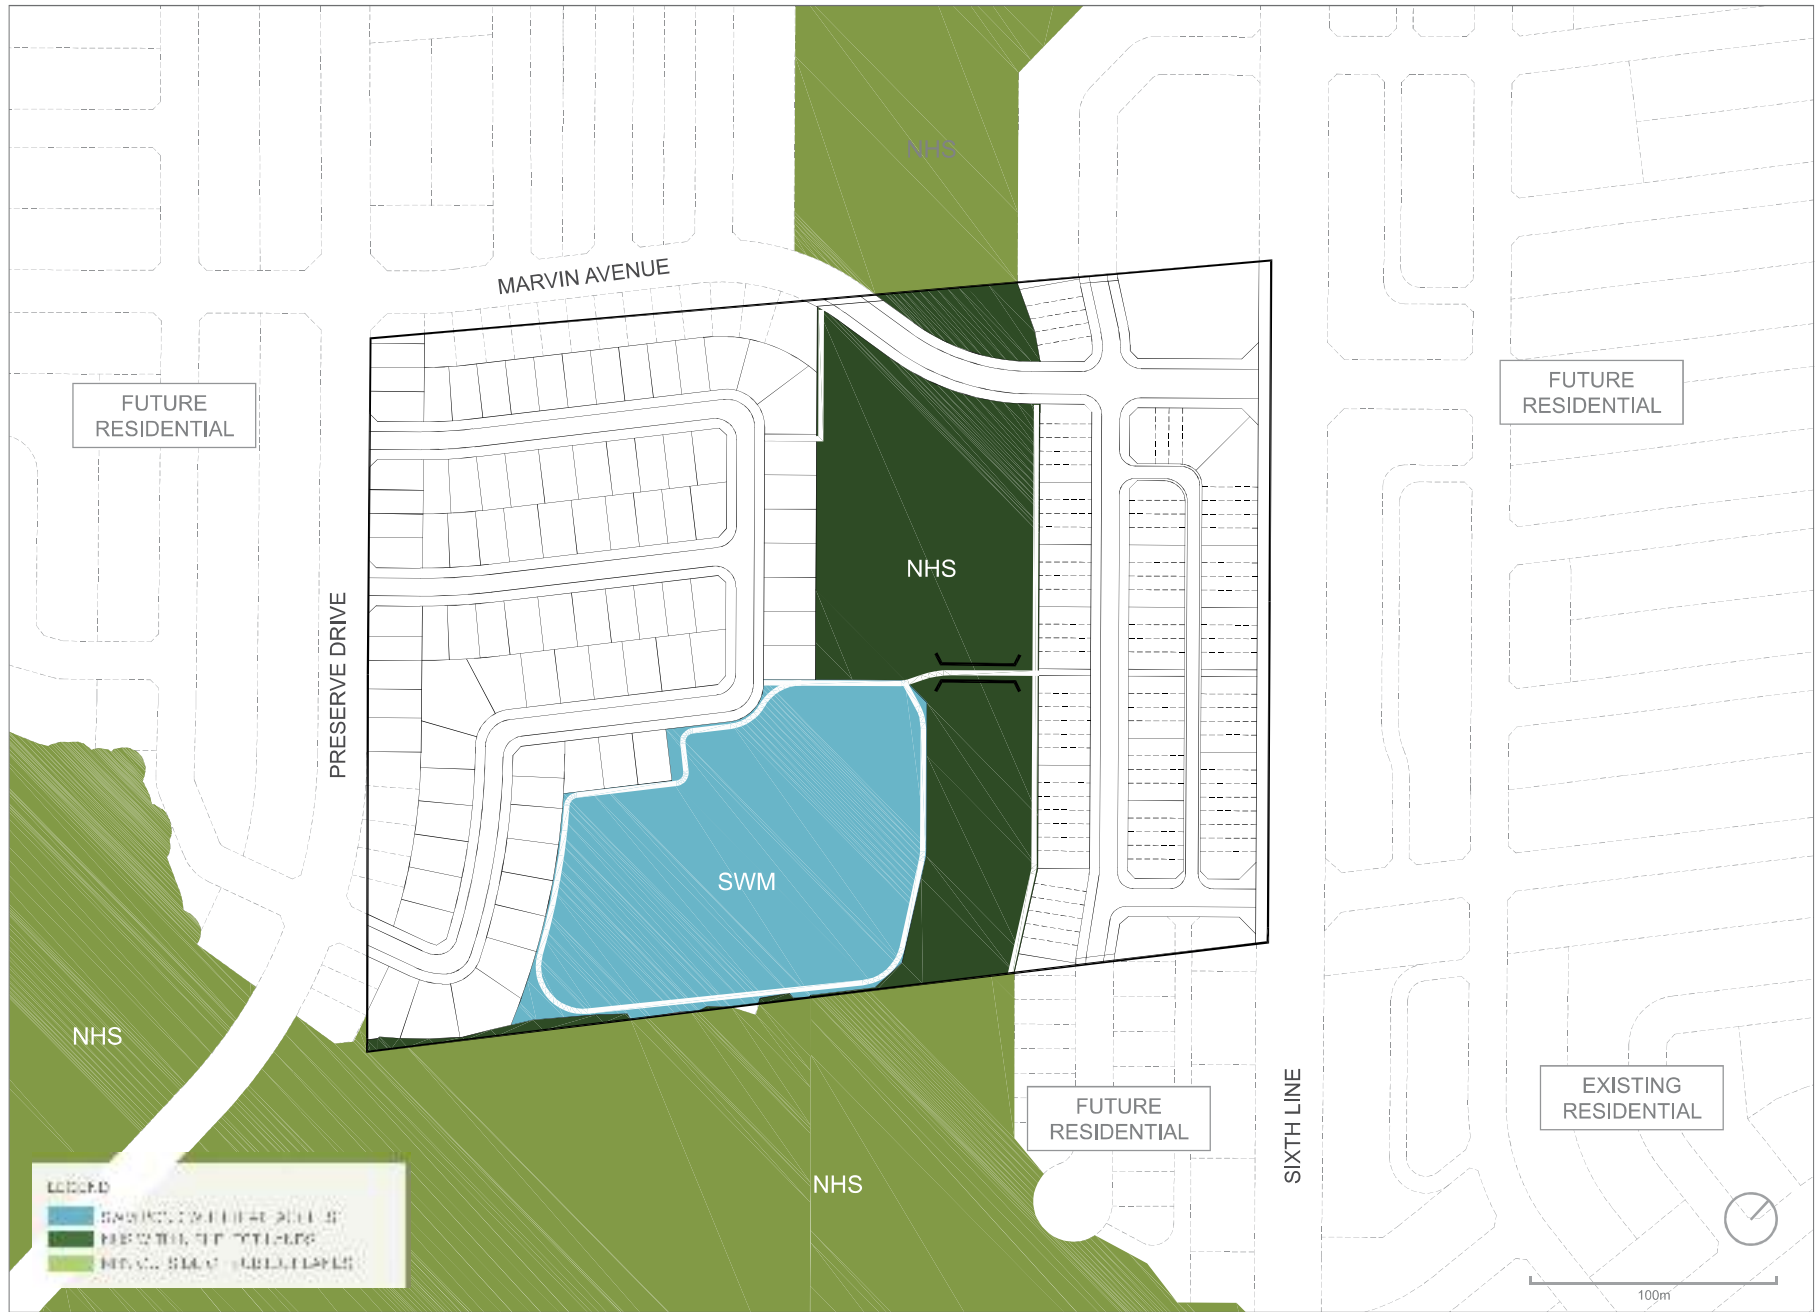 NHS
MARVIN AVENUE
FUTURE
RESIDENTIAL
FUTURE
RESIDENTIAL
NHS
PRESERVE DRIVE
SWM
NHS
FUTURE
RESIDENTIAL
SIXTH LINE
EXISTING
RESIDENTIAL
NHS
LEGEND
100m